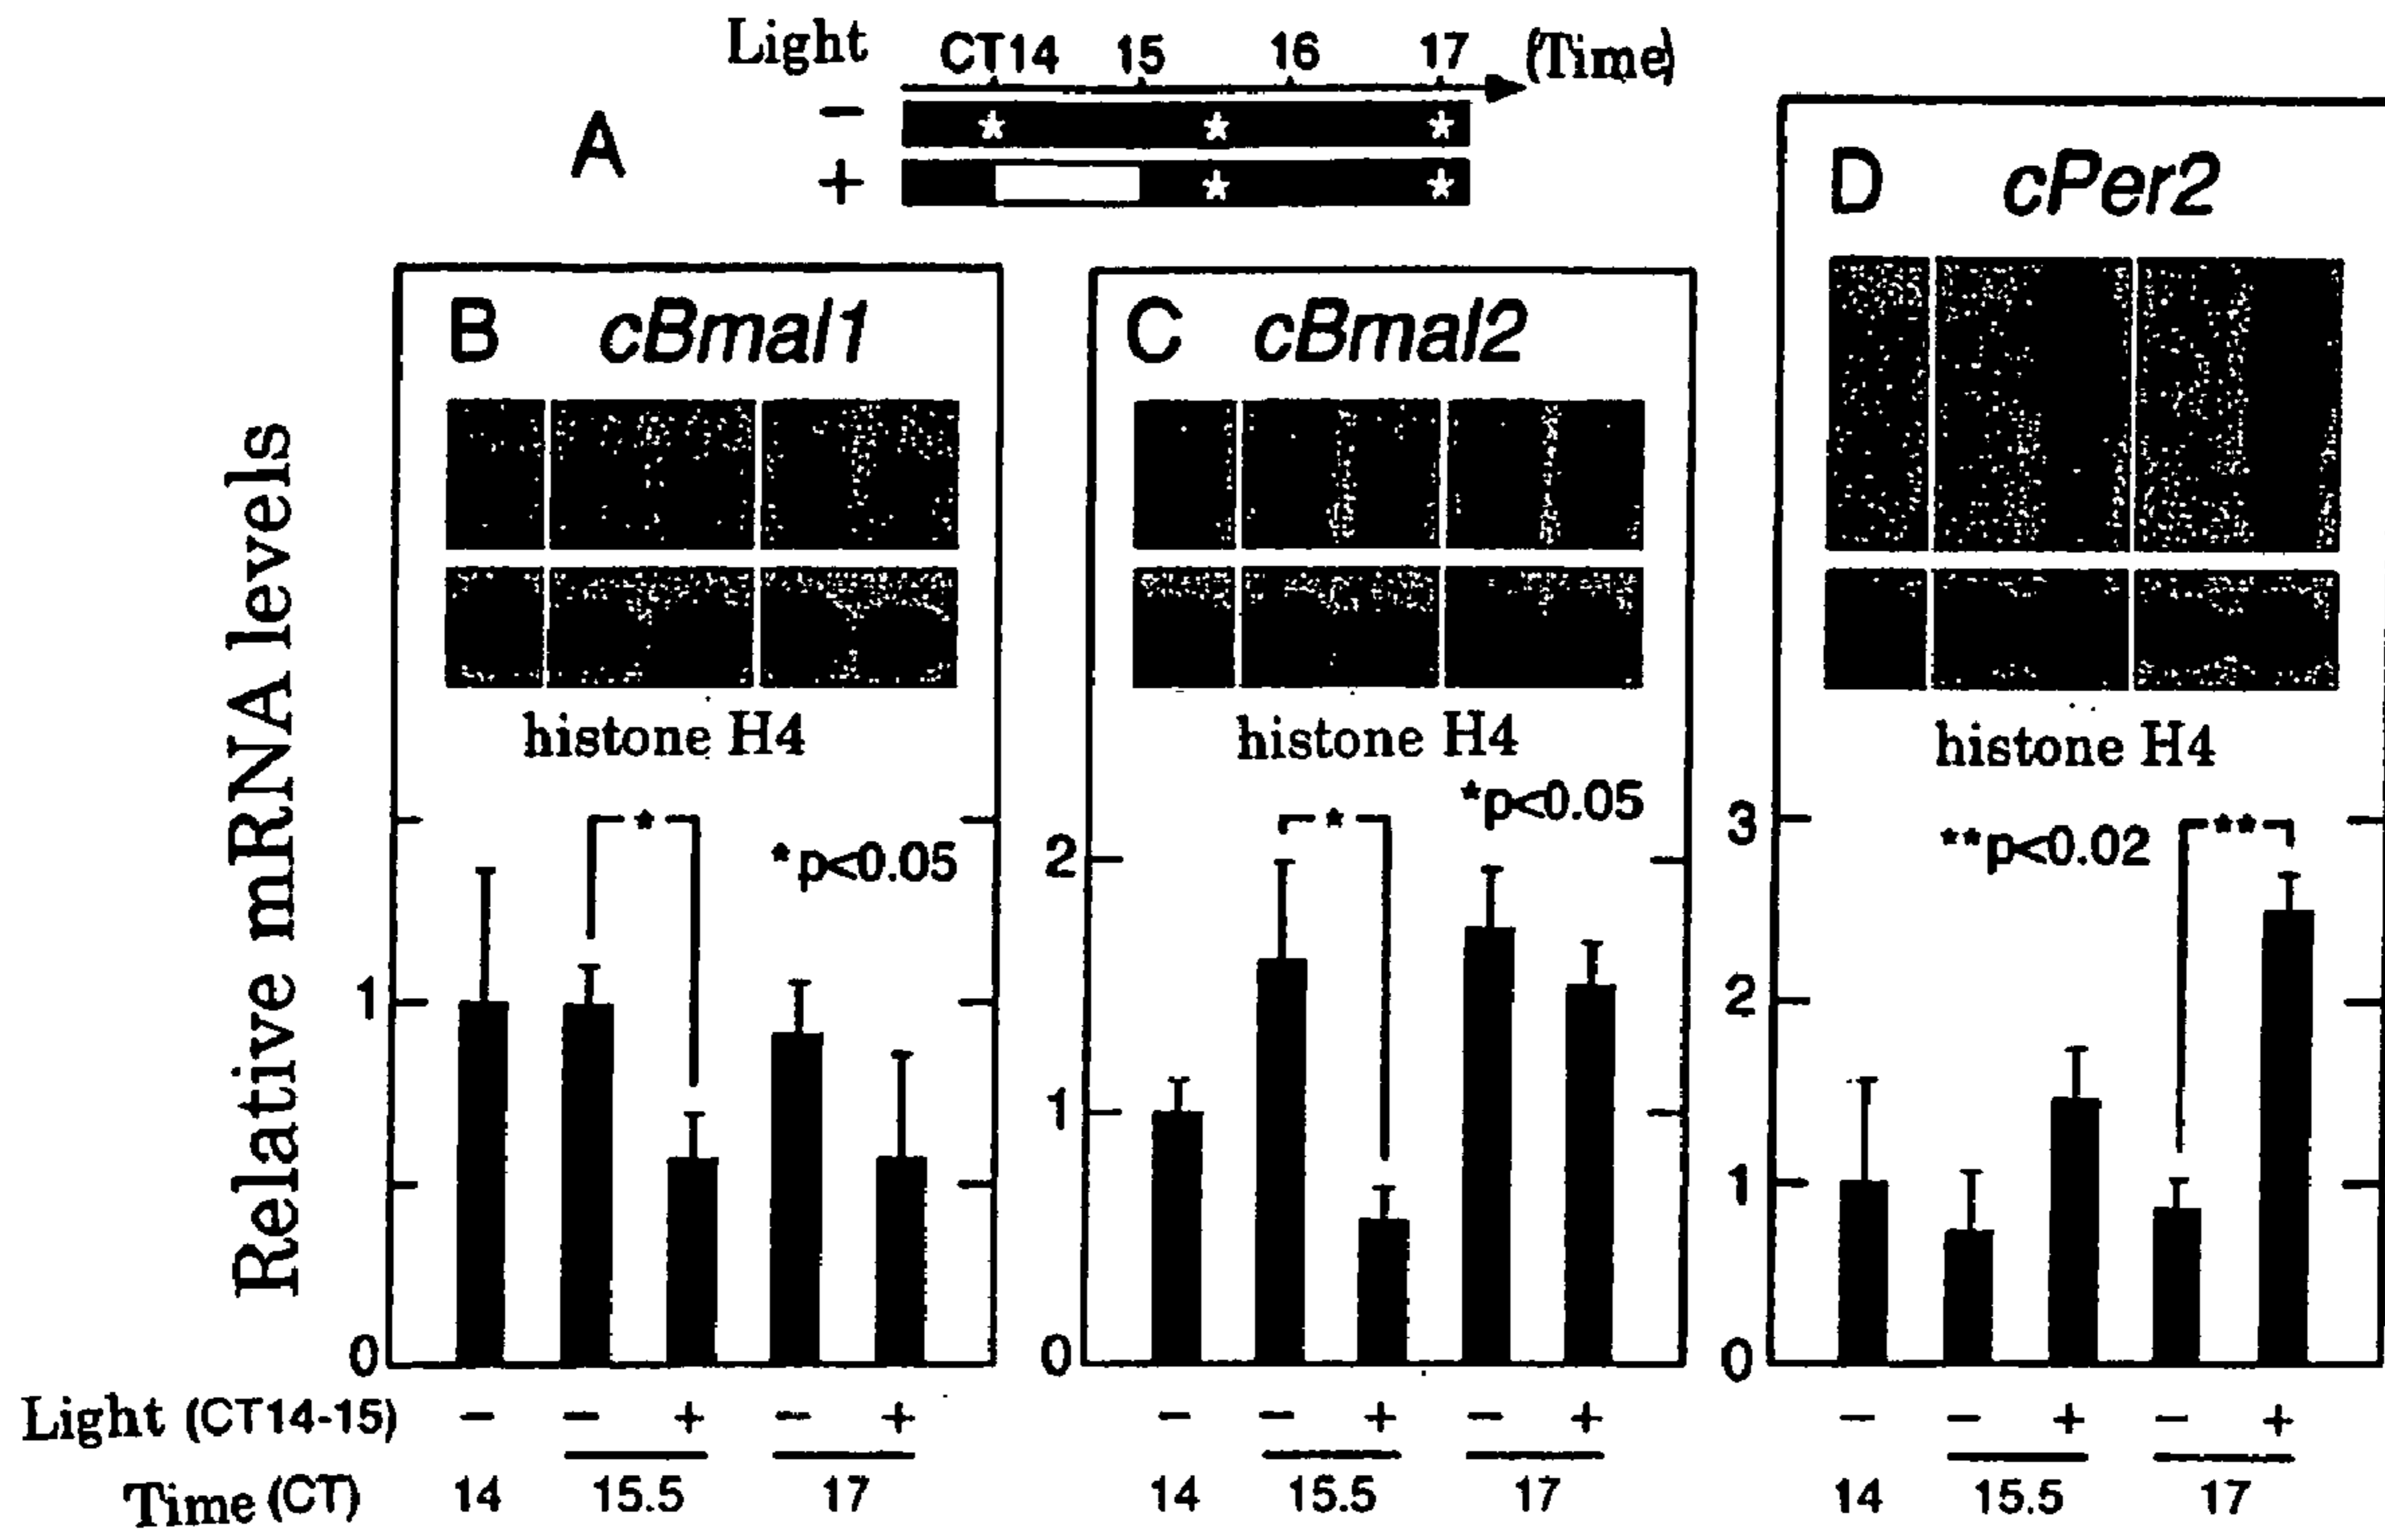 Light CT14 15 16 17 (Time)
A
−
+
B cBmal1
histone H4
*
*p<0.05
1
0
C cBmal2
histone H4
*p<0.05
*
2
1
0
D cPer2
histone H4
3
**p<0.02
**
2
1
0
Relative mRNA levels
Light (CT14-15) − − + − + − − + − + − − + − +
Time (CT) 14 15.5 17 14 15.5 17 14 15.5 17